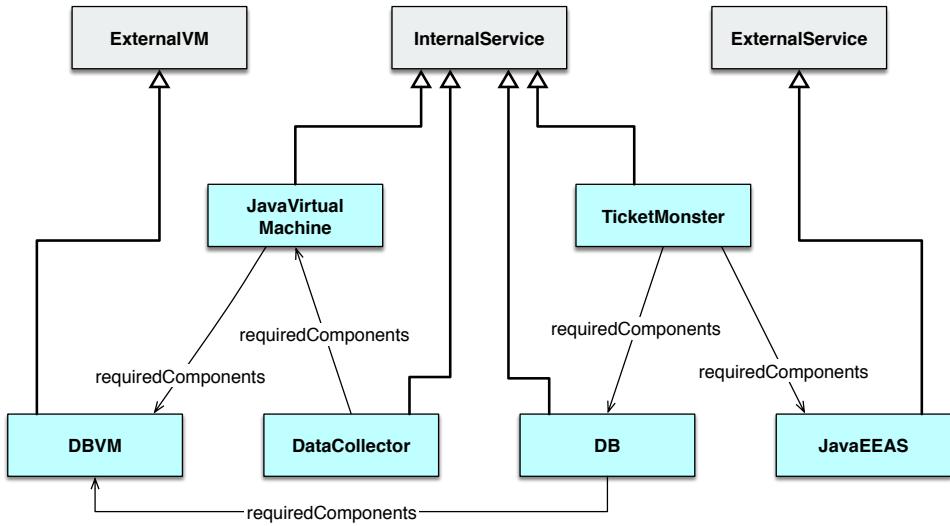 ExternalVM
InternalService
ExternalService
JavaVirtual
Machine
TicketMonster
requiredComponents
requiredComponents
requiredComponents
requiredComponents
DBVM
DataCollector
DB
JavaEEAS
requiredComponents